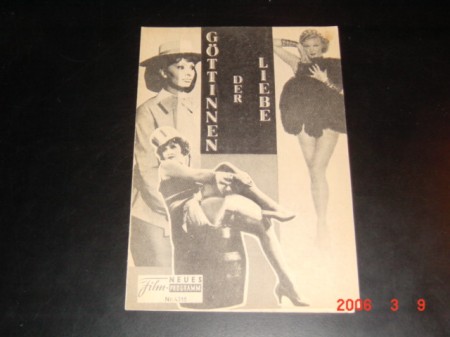 GÖTTINNEN
DER
LIEBE
NEUES
Film-
PROGRAMM
2006 3 9